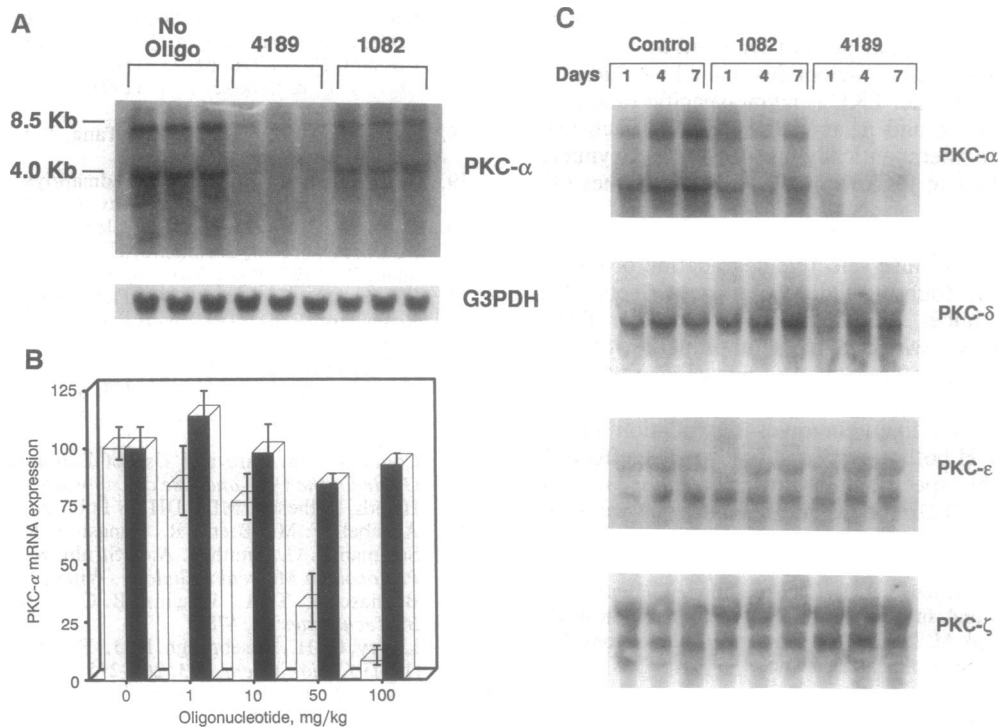 A
No Oligo
4189
1082
8.5 Kb
4.0 Kb
PKC-α
G3PDH
B
125
100
75
50
25
0
PKC-α mRNA expression
0
1
10
50
100
Oligonucleotide, mg/kg
C
Control
1082
4189
Days
1 4 7 1 4 7 1 4 7
PKC-α
PKC-δ
PKC-ε
PKC-ζ